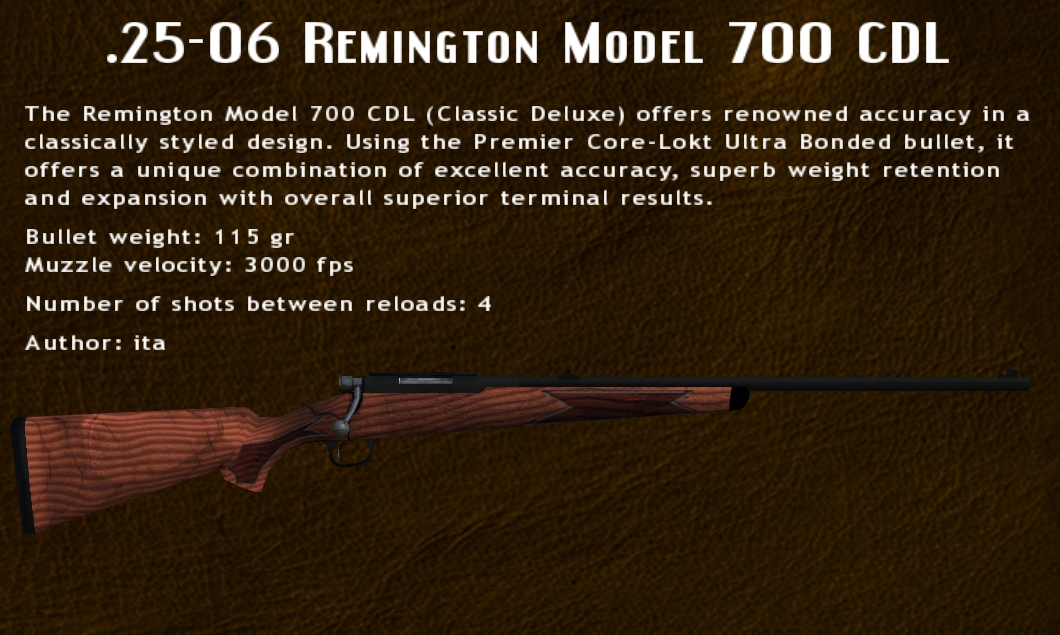 .25-06 Remington Model 700 CDL
The Remington Model 700 CDL (Classic Deluxe) offers renowned accuracy in a
classically styled design. Using the Premier Core-Lokt Ultra Bonded bullet, it
offers a unique combination of excellent accuracy, superb weight retention
and expansion with overall superior terminal results.
Bullet weight: 115 gr
Muzzle velocity: 3000 fps
Number of shots between reloads: 4
Author: ita